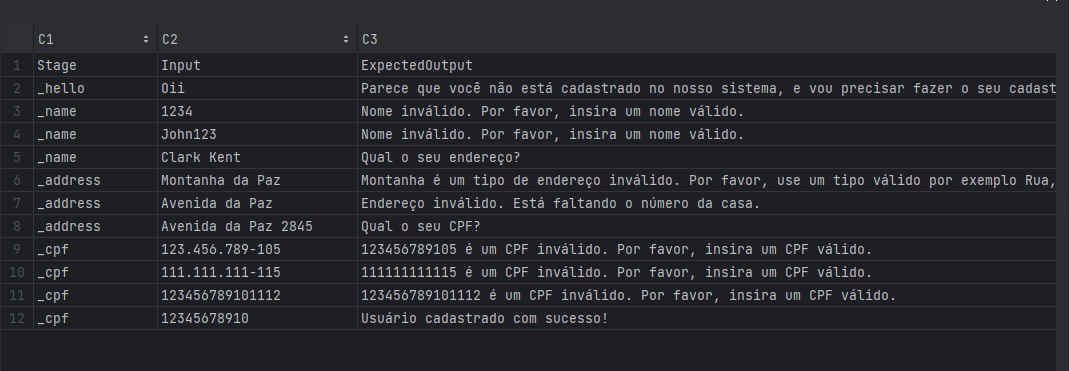 C1 C2 C3
1 Stage Input ExpectedOutput
2 _hello Oii Parece que você não está cadastrado no nosso sistema, e vou precisar fazer o seu cadast
3 _name 1234 Nome inválido. Por favor, insira um nome válido.
4 _name John123 Nome inválido. Por favor, insira um nome válido.
5 _name Clark Kent Qual o seu endereço?
6 _address Montanha da Paz Montanha é um tipo de endereço inválido. Por favor, use um tipo válido por exemplo Rua,
7 _address Avenida da Paz Endereço inválido. Está faltando o número da casa.
8 _address Avenida da Paz 2845 Qual o seu CPF?
9 _cpf 123.456.789-105 123456789105 é um CPF inválido. Por favor, insira um CPF válido.
10 _cpf 111.111.111-115 111111111115 é um CPF inválido. Por favor, insira um CPF válido.
11 _cpf 123456789101112 123456789101112 é um CPF inválido. Por favor, insira um CPF válido.
12 _cpf 12345678910 Usuário cadastrado com sucesso!